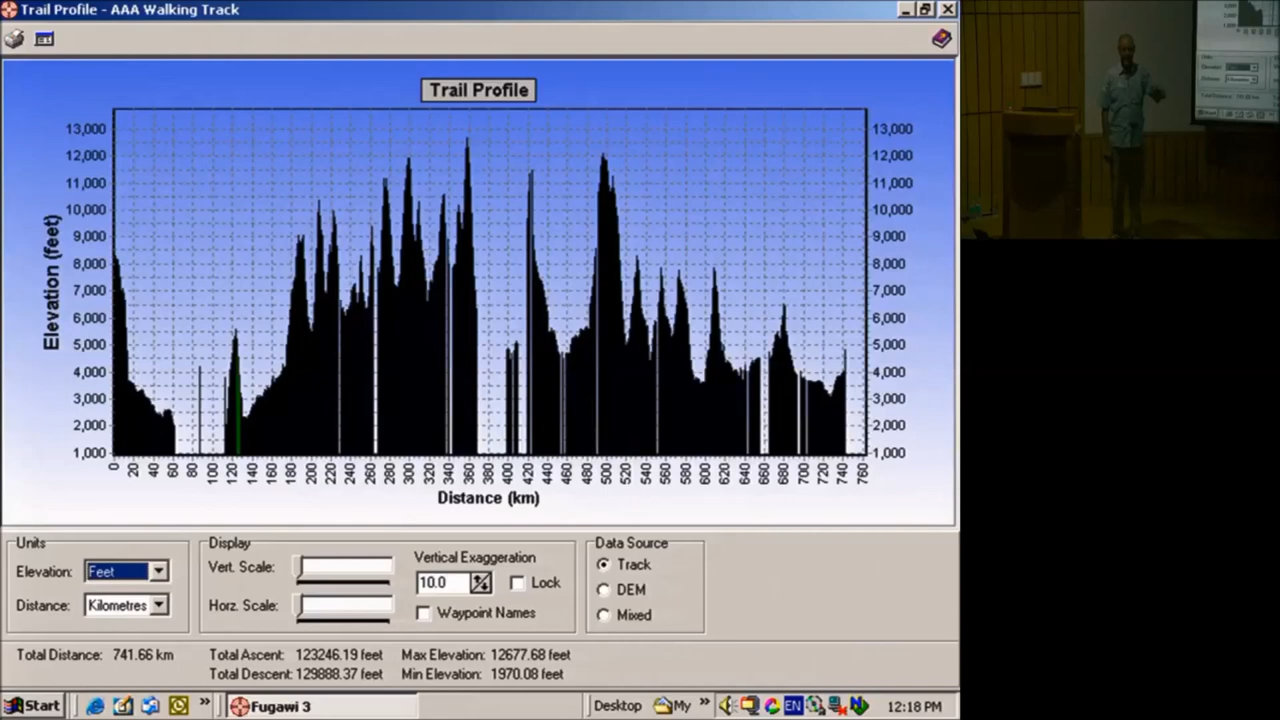 Trail Profile - AAA Walking Track
Trail Profile
13,000 13,000
12,000 12,000
11,000 11,000
10,000 10,000
9,000 9,000
8,000 8,000
7,000 7,000
6,000 6,000
5,000 5,000
4,000 4,000
3,000 3,000
2,000 2,000
1,000 1,000
Elevation (feet)
0 20 40 60 80 100 120 140 160 180 200 220 240 260 280 300 320 340 360 380 400 420 440 460 480 500 520 540 560 580 600 620 640 660 680 700 720 740 760
Distance (km)
Units
Elevation: Feet
Distance: Kilometres
Display
Vert. Scale:
Horz. Scale:
Vertical Exaggeration
10.0 Lock
Waypoint Names
Data Source
Track
DEM
Mixed
Total Distance: 741.66 km
Total Ascent: 123246.19 feet Max Elevation: 12677.68 feet
Total Descent: 129888.37 feet Min Elevation: 1970.08 feet
Start Fugawi 3 Desktop My EN 12:18 PM